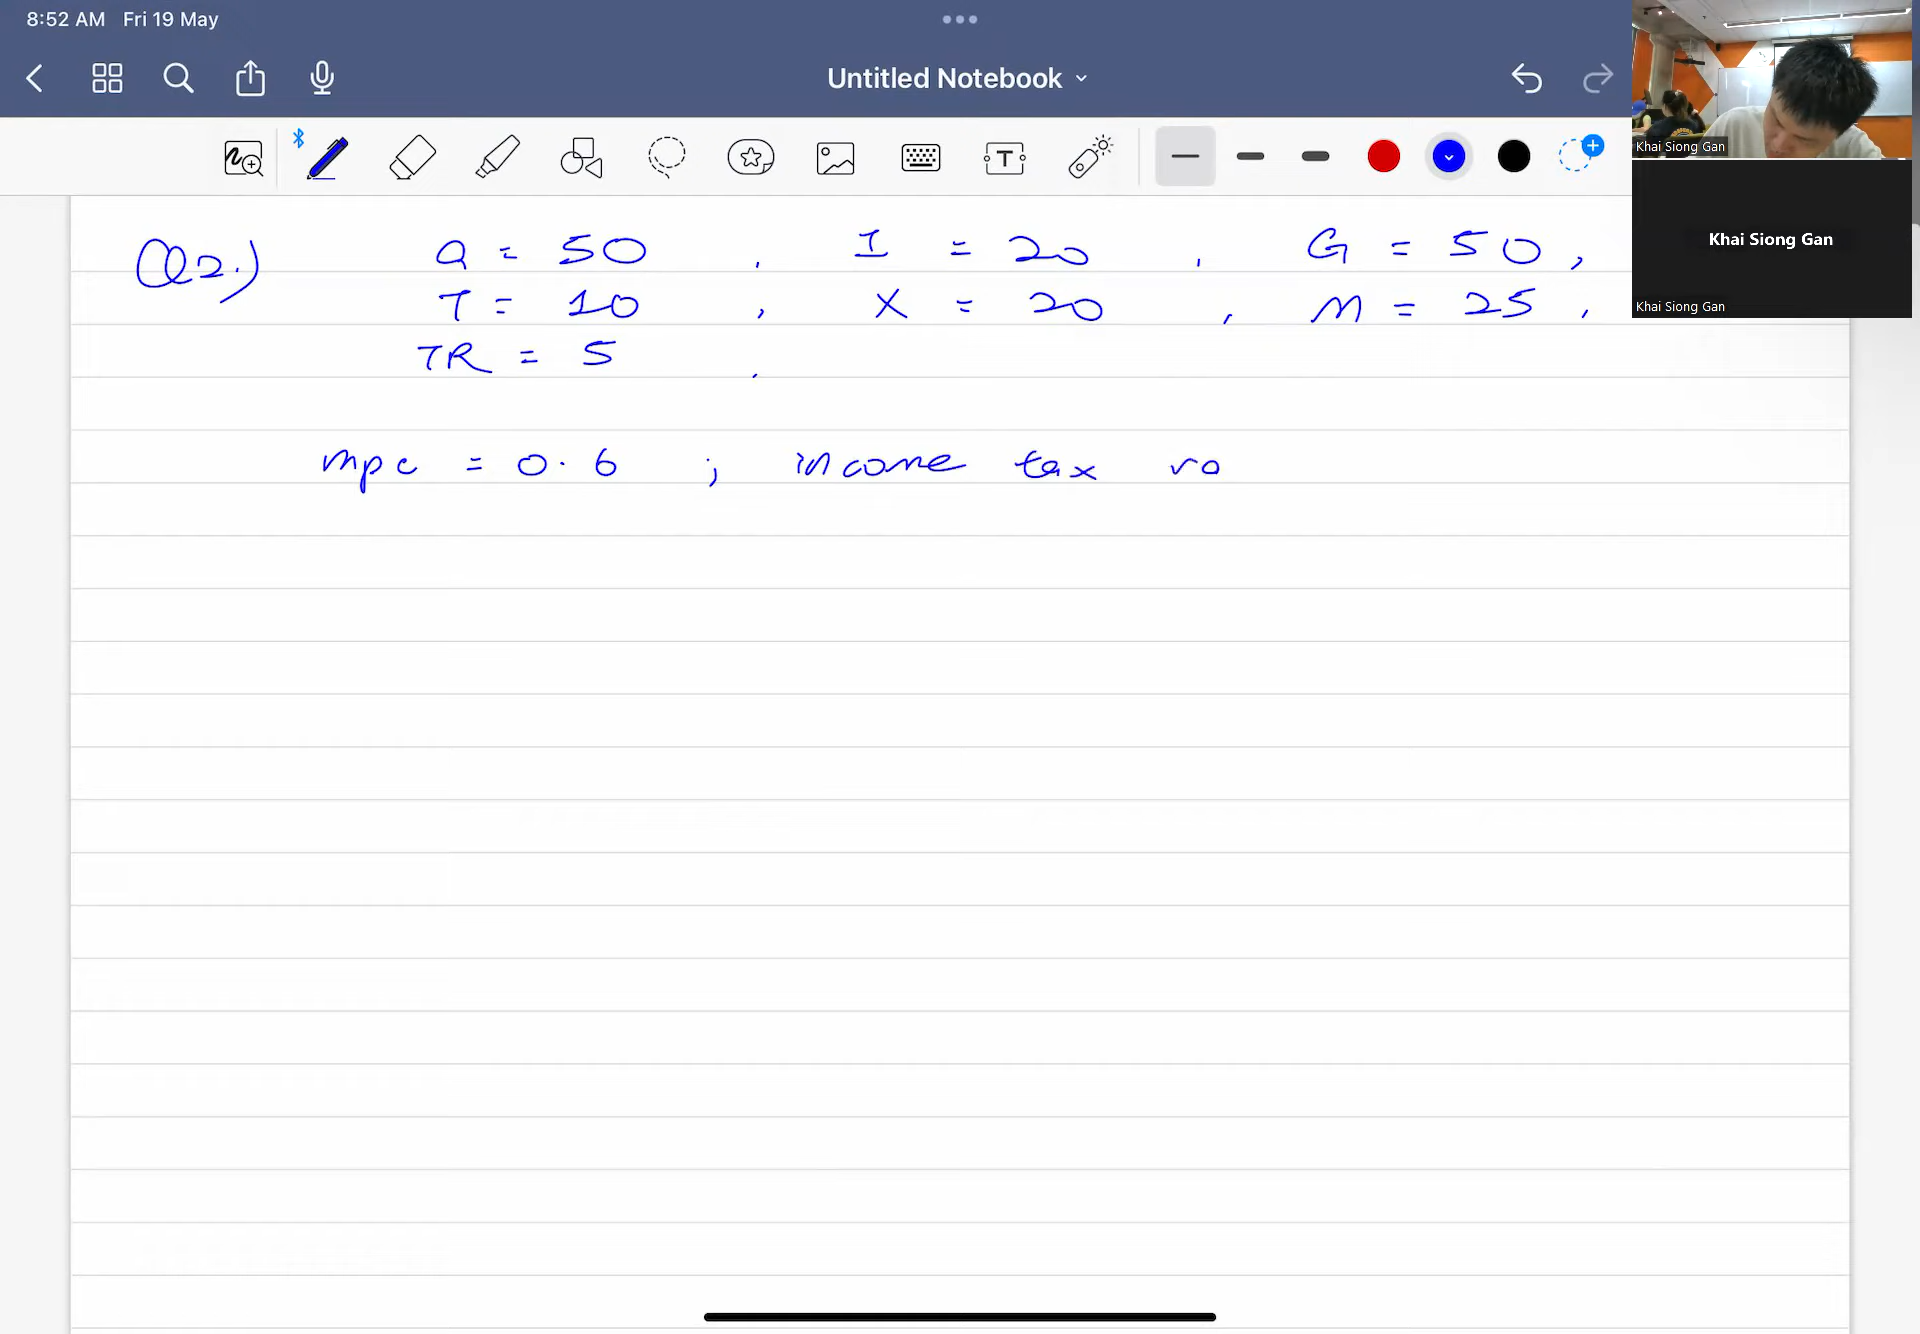 8:52 AM Fri 19 May
Untitled Notebook
T
Khai Siong Gan
Khai Siong Gan
Khai Siong Gan
Q2.) a = 50 , I = 20 , G = 50 ,
T = 10 , X = 20 , M = 25 ,
TR = 5 .
mpc = 0.6 ; income tax ra